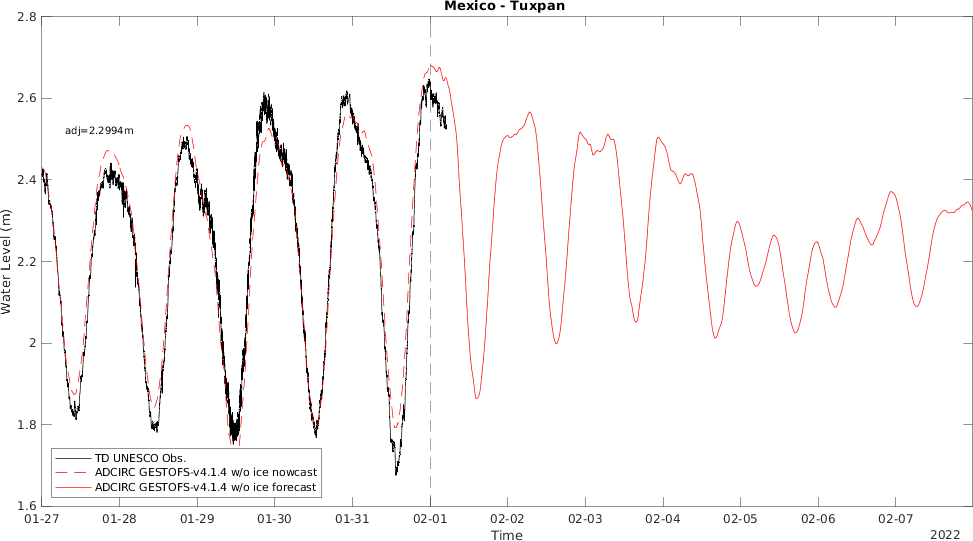 Mexico - Tuxpan
2.8
2.6
2.4
2.2
2
1.8
1.6
Water Level (m)
adj=2.2994m
TD UNESCO Obs.
ADCIRC GESTOFS-v4.1.4 w/o ice nowcast
ADCIRC GESTOFS-v4.1.4 w/o ice forecast
01-27 01-28 01-29 01-30 01-31 02-01 02-02 02-03 02-04 02-05 02-06 02-07
Time
2022